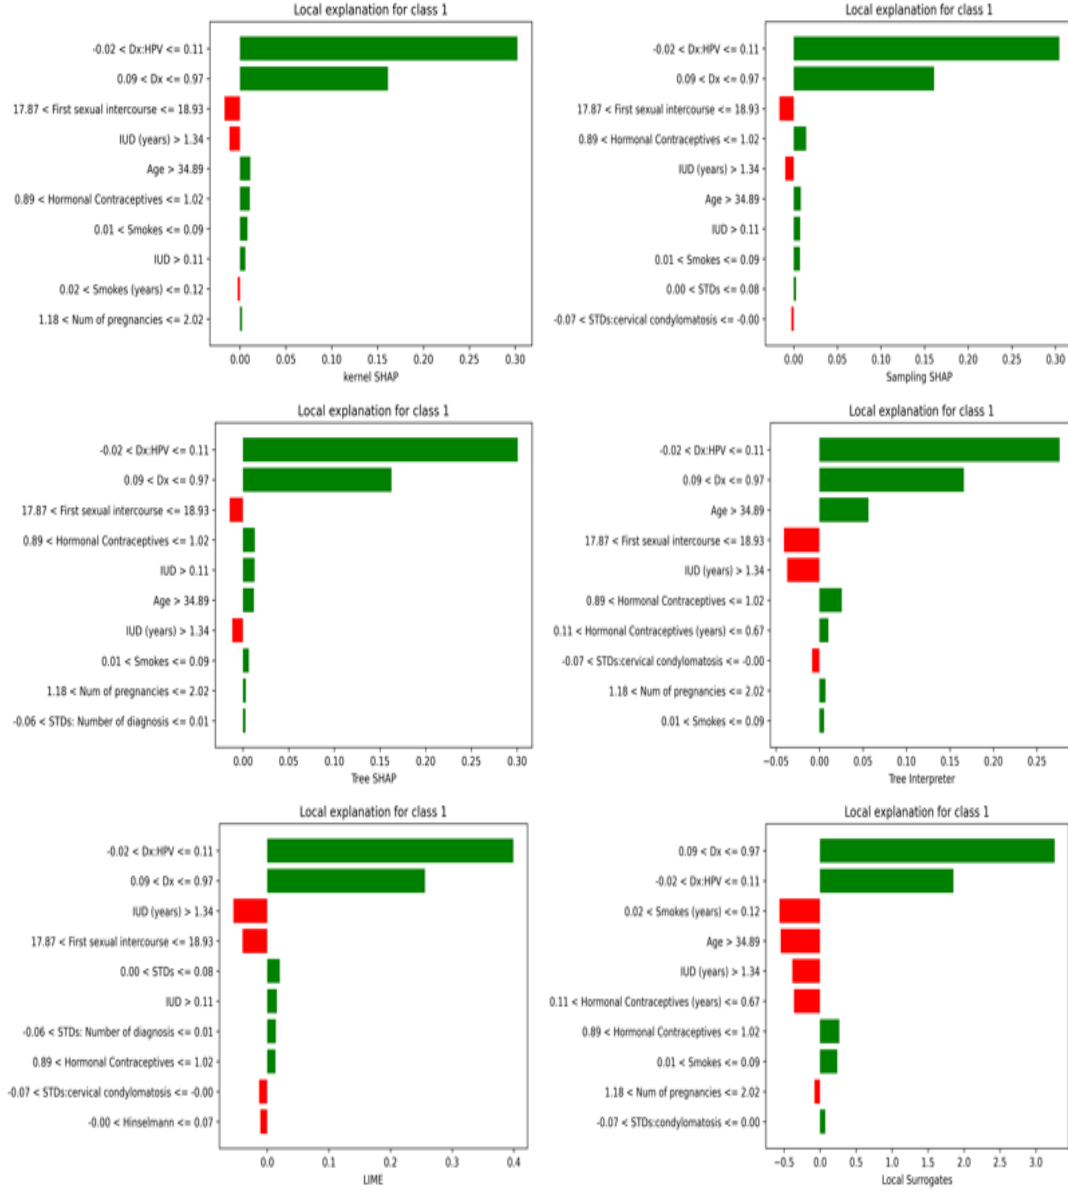 Local explanation for class 1
-0.02 < Dx:HPV <= 0.11
0.09 < Dx <= 0.97
17.87 < First sexual intercourse <= 18.93
IUD (years) > 1.34
Age > 34.89
0.89 < Hormonal Contraceptives <= 1.02
0.01 < Smokes <= 0.09
IUD > 0.11
0.02 < Smokes (years) <= 0.12
1.18 < Num of pregnancies <= 2.02
0.00 0.05 0.10 0.15 0.20 0.25 0.30
kernel SHAP
Local explanation for class 1
-0.02 < Dx:HPV <= 0.11
0.09 < Dx <= 0.97
17.87 < First sexual intercourse <= 18.93
0.89 < Hormonal Contraceptives <= 1.02
IUD (years) > 1.34
Age > 34.89
IUD > 0.11
0.01 < Smokes <= 0.09
0.00 < STDs <= 0.08
-0.07 < STDs:cervical condylomatosis <= -0.00
0.00 0.05 0.10 0.15 0.20 0.25 0.30
Sampling SHAP
Local explanation for class 1
-0.02 < Dx:HPV <= 0.11
0.09 < Dx <= 0.97
17.87 < First sexual intercourse <= 18.93
0.89 < Hormonal Contraceptives <= 1.02
IUD > 0.11
Age > 34.89
IUD (years) > 1.34
0.01 < Smokes <= 0.09
1.18 < Num of pregnancies <= 2.02
-0.06 < STDs: Number of diagnosis <= 0.01
0.00 0.05 0.10 0.15 0.20 0.25 0.30
Tree SHAP
Local explanation for class 1
-0.02 < Dx:HPV <= 0.11
0.09 < Dx <= 0.97
Age > 34.89
17.87 < First sexual intercourse <= 18.93
IUD (years) > 1.34
0.89 < Hormonal Contraceptives <= 1.02
0.11 < Hormonal Contraceptives (years) <= 0.67
-0.07 < STDs:cervical condylomatosis <= -0.00
1.18 < Num of pregnancies <= 2.02
0.01 < Smokes <= 0.09
−0.05 0.00 0.05 0.10 0.15 0.20 0.25
Tree Interpreter
Local explanation for class 1
-0.02 < Dx:HPV <= 0.11
0.09 < Dx <= 0.97
IUD (years) > 1.34
17.87 < First sexual intercourse <= 18.93
0.00 < STDs <= 0.08
IUD > 0.11
-0.06 < STDs: Number of diagnosis <= 0.01
0.89 < Hormonal Contraceptives <= 1.02
-0.07 < STDs:cervical condylomatosis <= -0.00
-0.00 < Hinselmann <= 0.07
0.0 0.1 0.2 0.3 0.4
LIME
Local explanation for class 1
0.09 < Dx <= 0.97
-0.02 < Dx:HPV <= 0.11
0.02 < Smokes (years) <= 0.12
Age > 34.89
IUD (years) > 1.34
0.11 < Hormonal Contraceptives (years) <= 0.67
0.89 < Hormonal Contraceptives <= 1.02
0.01 < Smokes <= 0.09
1.18 < Num of pregnancies <= 2.02
-0.07 < STDs:condylomatosis <= 0.00
−0.5 0.0 0.5 1.0 1.5 2.0 2.5 3.0
Local Surrogates